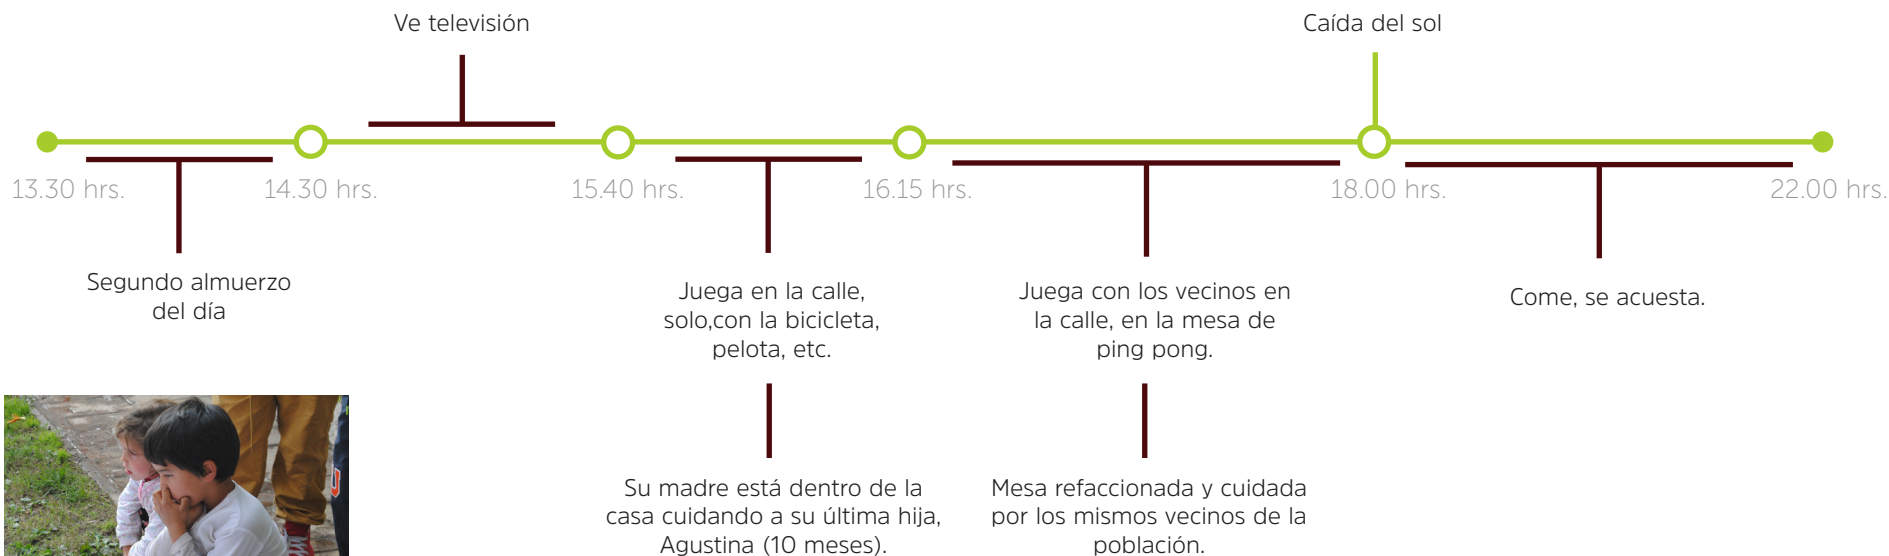 Ve televisión
Caída del sol
13.30 hrs.
14.30 hrs.
15.40 hrs.
16.15 hrs.
18.00 hrs.
22.00 hrs.
Segundo almuerzo
del día
Juega en la calle,
solo,con la bicicleta,
pelota, etc.
Juega con los vecinos en
la calle, en la mesa de
ping pong.
Come, se acuesta.
Su madre está dentro de la
casa cuidando a su última hija,
Agustina (10 meses).
Mesa refaccionada y cuidada
por los mismos vecinos de la
población.